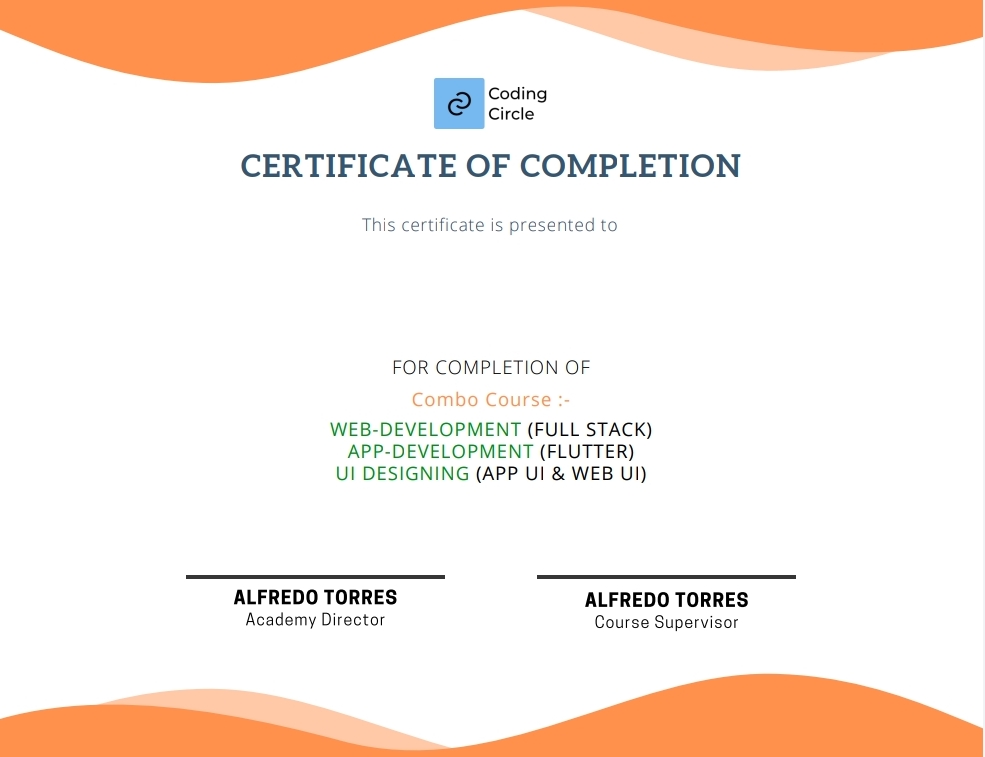 Coding
Circle
CERTIFICATE OF COMPLETION
This certificate is presented to
FOR COMPLETION OF
Combo Course :-
WEB-DEVELOPMENT (FULL STACK)
APP-DEVELOPMENT (FLUTTER)
UI DESIGNING (APP UI & WEB UI)
ALFREDO TORRES
Academy Director
ALFREDO TORRES
Course Supervisor